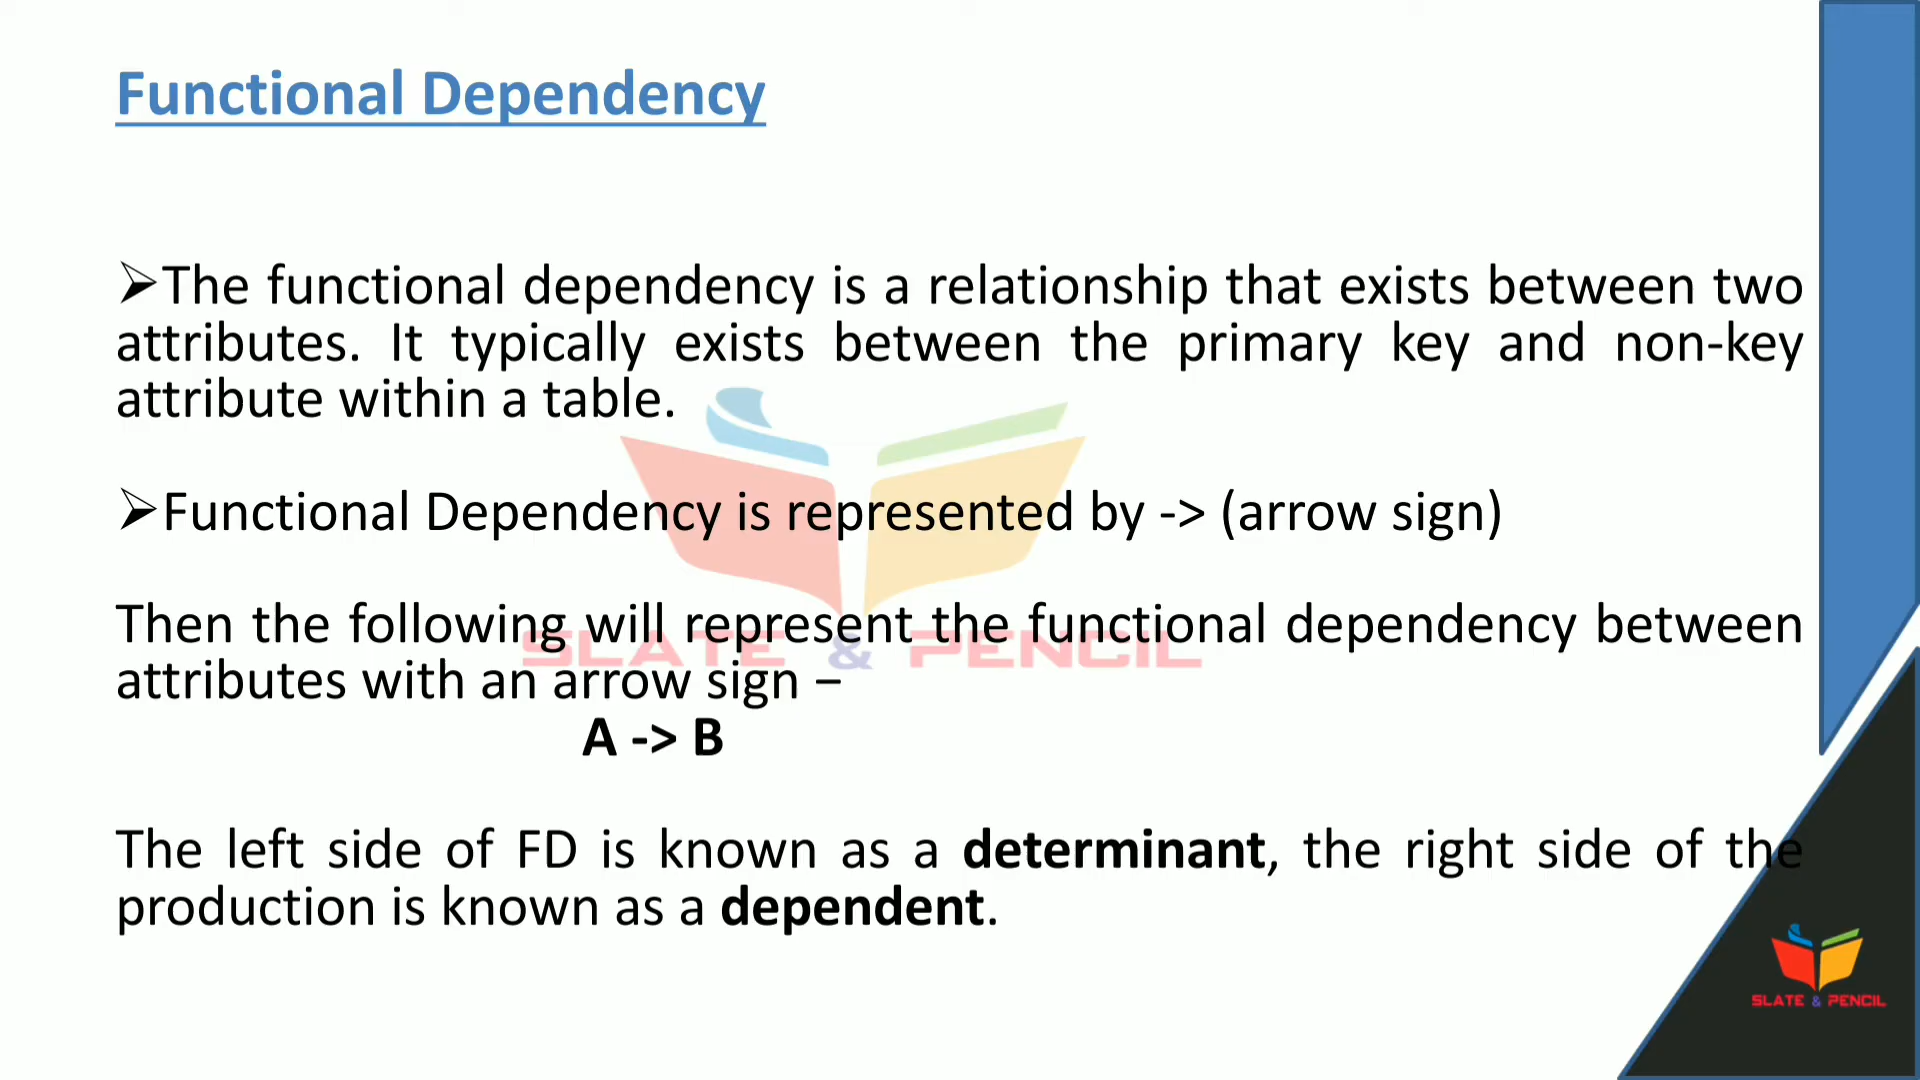 Functional Dependency
➢The functional dependency is a relationship that exists between two
attributes. It typically exists between the primary key and non-key
attribute within a table.
➢Functional Dependency is represented by -> (arrow sign)
Then the following will represent the functional dependency between
attributes with an arrow sign –
A -> B
The left side of FD is known as a determinant, the right side of the
production is known as a dependent.
SLATE & PENCIL
SLATE & PENCIL